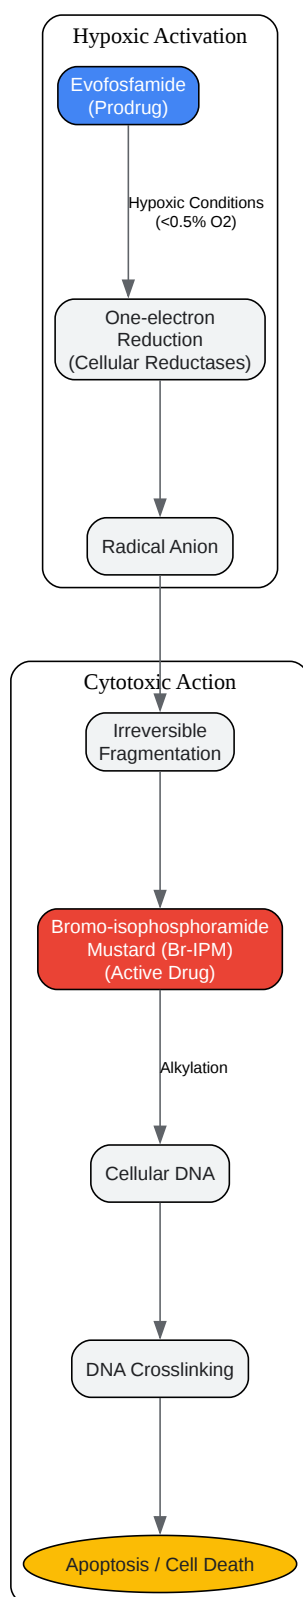 Hypoxic Activation
Evofosfamide
(Prodrug)
Hypoxic Conditions
(<0.5% O2)
One-electron
Reduction
(Cellular Reductases)
Radical Anion
Cytotoxic Action
Irreversible
Fragmentation
Bromo-isophosphoramide
Mustard (Br-IPM)
(Active Drug)
Alkylation
Cellular DNA
DNA Crosslinking
Apoptosis / Cell Death